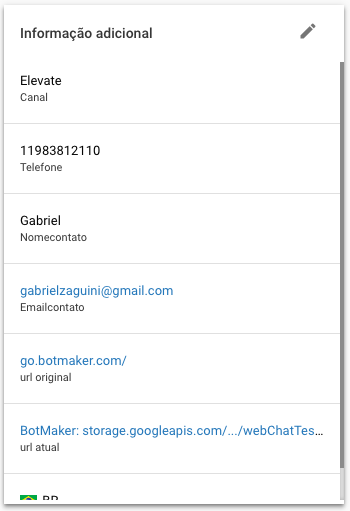 Informação adicional
Elevate
Canal
11983812110
Telefone
Gabriel
Nomecontato
gabrielzaguini@gmail.com
Emailcontato
go.botmaker.com/
url original
BotMaker: storage.googleapis.com/.../webChatTes...
url atual
BR